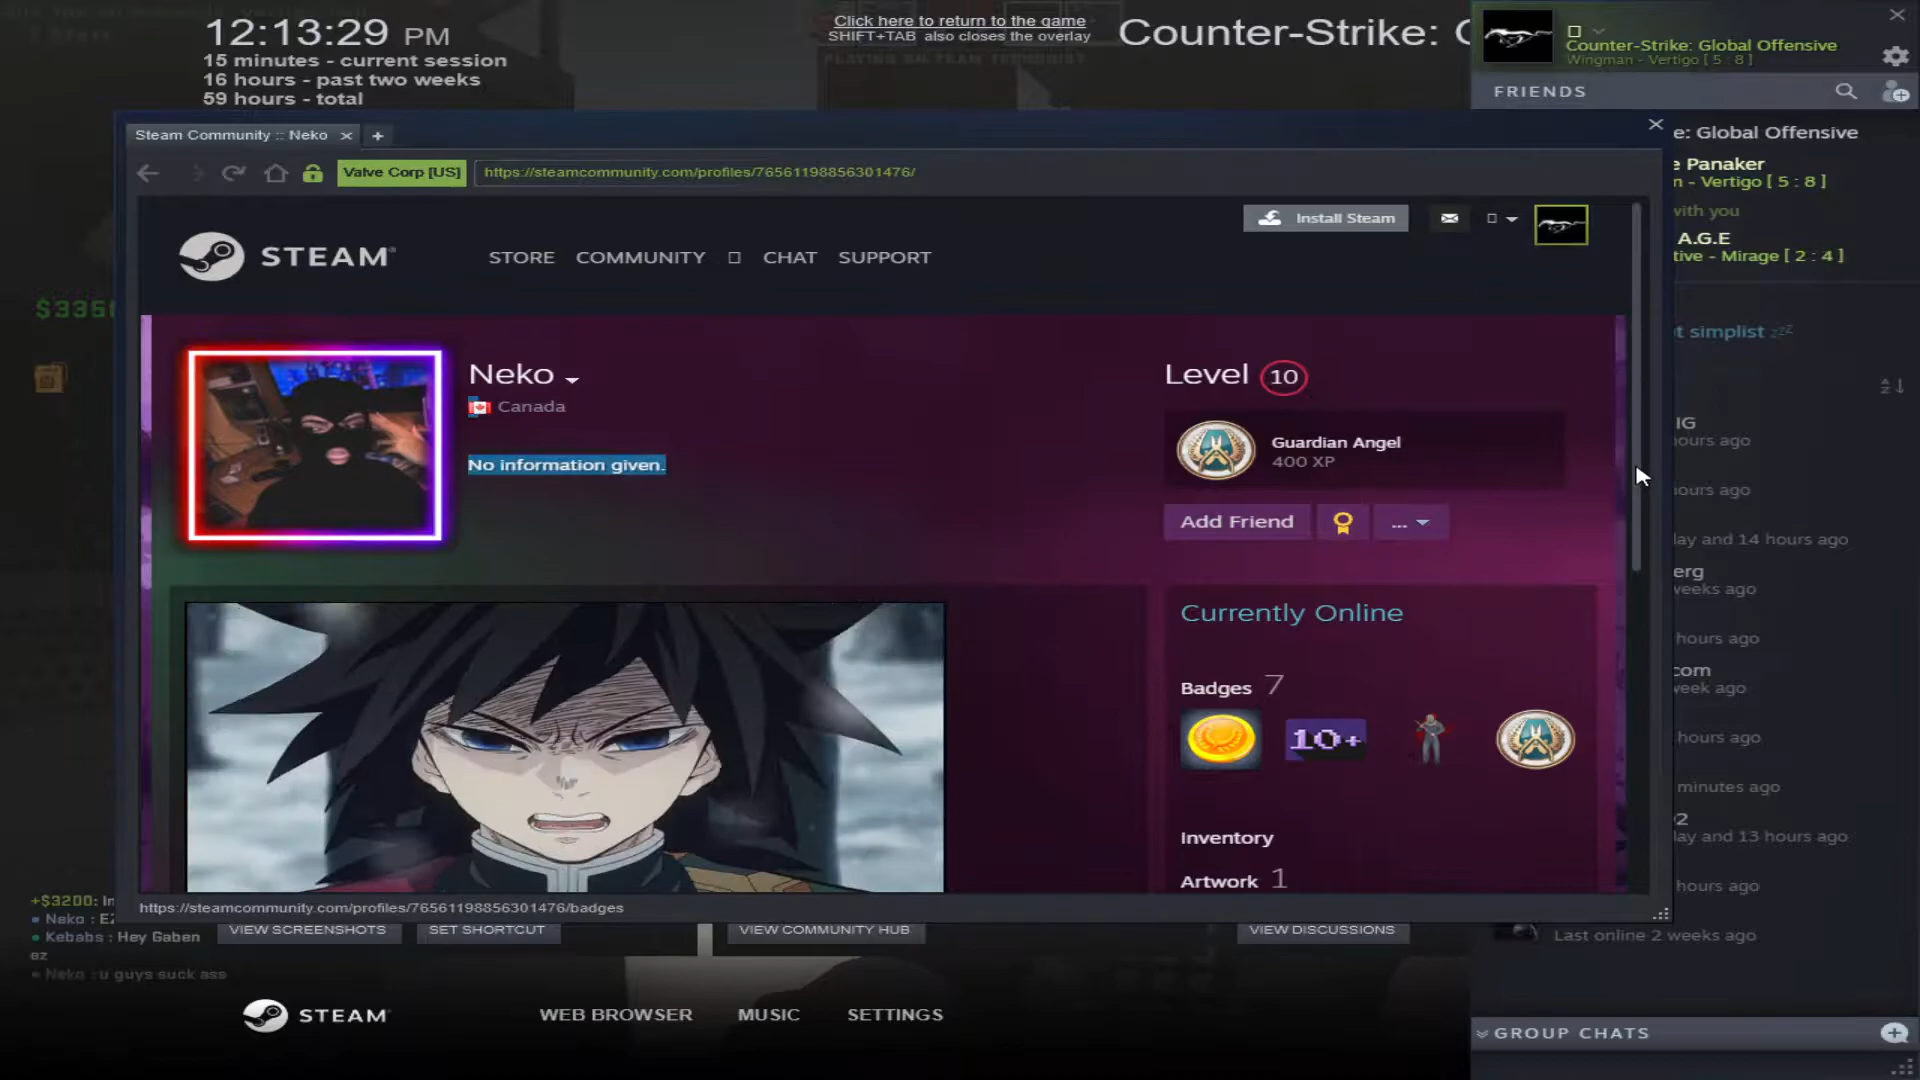 12:13:29 PM
15 minutes - current session
16 hours - past two weeks
59 hours - total
Click here to return to the game
SHIFT+TAB also closes the overlay
Counter-Strike: G
Counter-Strike: Global Offensive
Wingman - Vertigo [ 5 : 8 ]
FRIENDS
Steam Community :: Neko
Valve Corp [US]
https://steamcommunity.com/profiles/76561198856301476/
Install Steam
STEAM
STORE COMMUNITY CHAT SUPPORT
Neko
Canada
No information given.
Level 10
Guardian Angel
400 XP
Add Friend
...
Currently Online
Badges 7
10+
Inventory
Artwork 1
https://steamcommunity.com/profiles/76561198856301476/badges
e: Global Offensive
e Panaker
n - Vertigo [ 5 : 8 ]
with you
A.G.E
tive - Mirage [ 2 : 4 ]
t simplist zzz
IG
ours ago
ours ago
lay and 14 hours ago
erg
weeks ago
hours ago
com
week ago
hours ago
minutes ago
02
lay and 13 hours ago
hours ago
Last online 2 weeks ago
$3350
+$3200: In
Neko : EZ
Kebabs : Hey Gaben
ez
Neko : u guys suck ass
VIEW SCREENSHOTS
SET SHORTCUT
VIEW COMMUNITY HUB
VIEW DISCUSSIONS
STEAM
WEB BROWSER MUSIC SETTINGS
GROUP CHATS